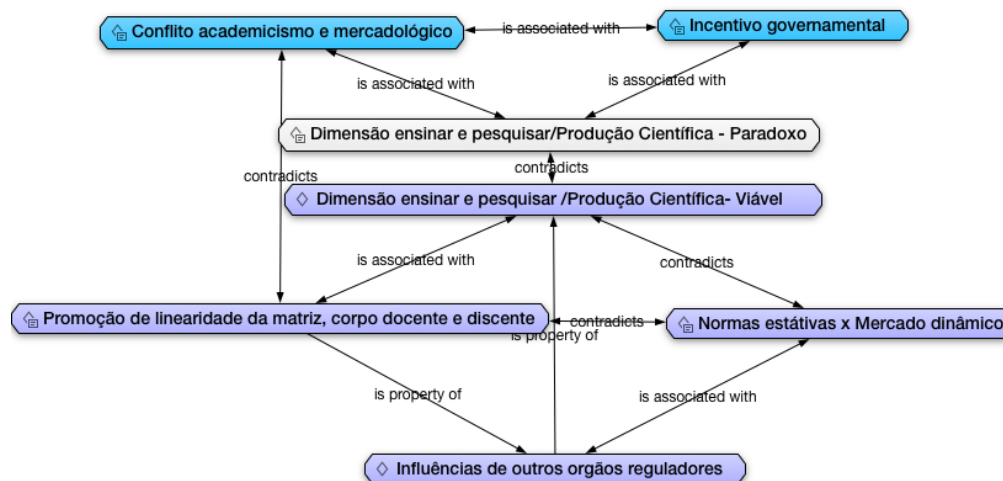 Conflito academicismo e mercadológico
is associated with
Incentivo governamental
is associated with
is associated with
Dimensão ensinar e pesquisar/Produção Científica - Paradoxo
contradicts
contradicts
Dimensão ensinar e pesquisar /Produção Científica- Viável
is associated with
contradicts
Promoção de linearidade da matriz, corpo docente e discente
contradicts
Normas estátivas x Mercado dinâmico
is property of
is property of
is associated with
Influências de outros orgãos reguladores